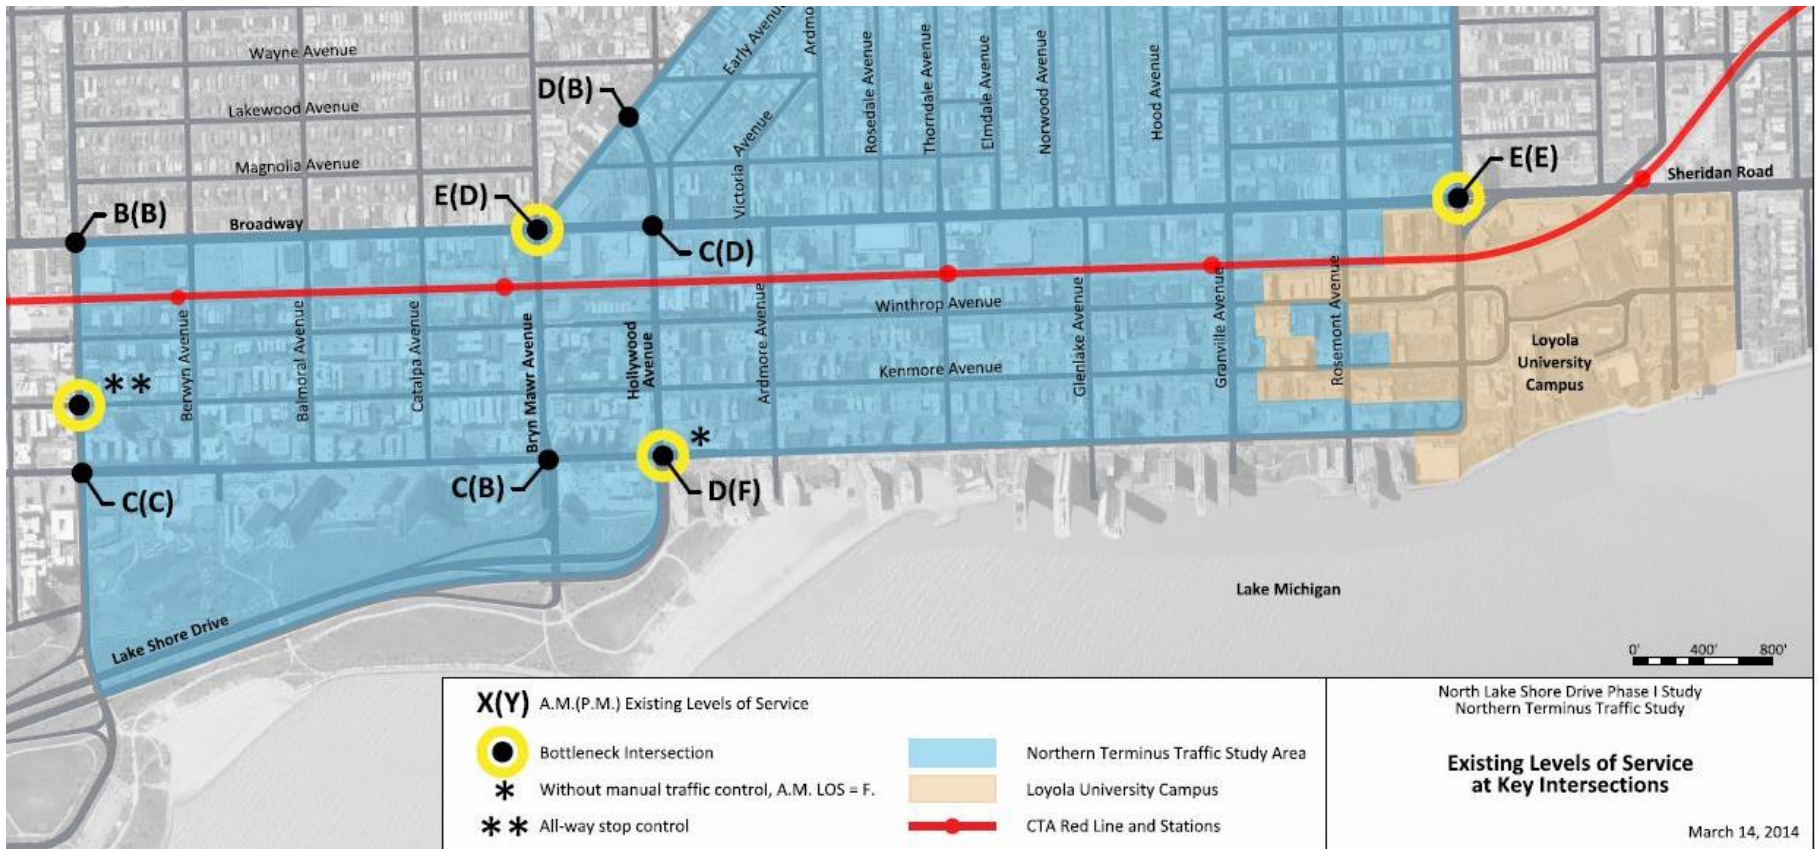 Wayne Avenue
Early Avenue
Ardmo
Lakewood Avenue
D(B)
Rosedale Avenue
Thorndale Avenue
Elmdale Avenue
Norwood Avenue
Hood Avenue
Magnolia Avenue
Victoria Avenue
E(E)
Sheridan Road
E(D)
B(B)
Broadway
C(D)
Winthrop Avenue
Berwyn Avenue
Balmoral Avenue
Catalpa Avenue
Bryn Mawr Avenue
Hollywood
Avenue
Ardmore Avenue
Glenlake Avenue
Granville Avenue
Rosemont Avenue
Loyola
University
Campus
Kenmore Avenue
**
*
C(C)
C(B)
D(F)
Lake Michigan
Lake Shore Drive
0' 400' 800'
X(Y) A.M.(P.M.) Existing Levels of Service
Bottleneck Intersection
* Without manual traffic control, A.M. LOS = F.
** All-way stop control
Northern Terminus Traffic Study Area
Loyola University Campus
CTA Red Line and Stations
North Lake Shore Drive Phase I Study
Northern Terminus Traffic Study
Existing Levels of Service
at Key Intersections
March 14, 2014